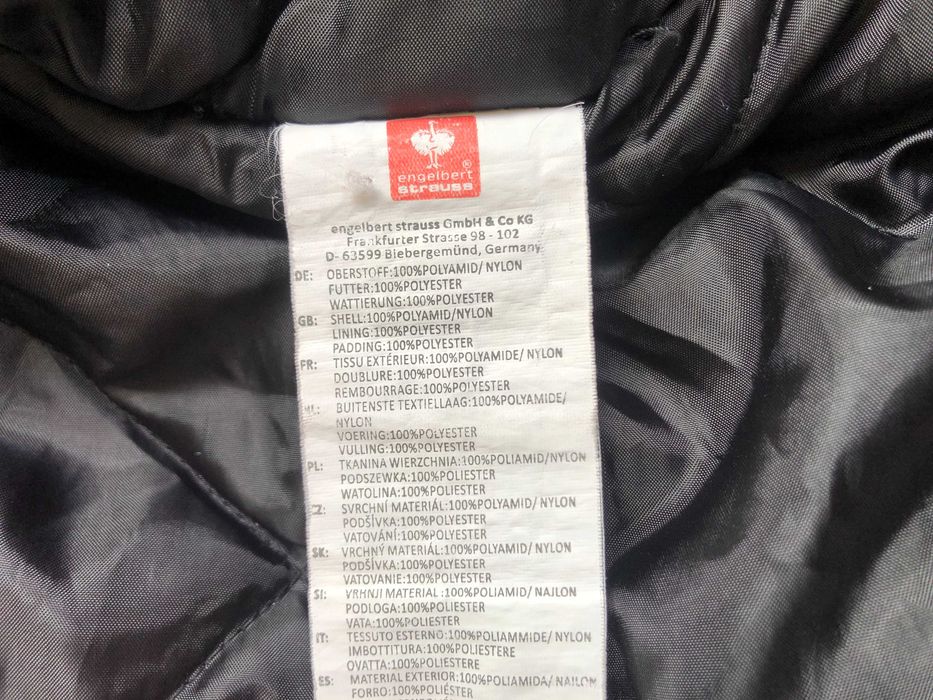 engelbert
strauss
®
engelbert strauss GmbH & Co KG
Frankfurter Strasse 98 - 102
D- 63599 Biebergemünd, Germany
DE: OBERSTOFF:100%POLYAMID/ NYLON
FUTTER:100%POLYESTER
WATTIERUNG:100%POLYESTER
GB: SHELL:100%POLYAMID/NYLON
LINING:100%POLYESTER
PADDING:100%POLYESTER
FR: TISSU EXTÉRIEUR:100%POLYAMIDE/ NYLON
DOUBLURE:100%POLYESTER
REMBOURRAGE:100%POLYESTER
NL: BUITENSTE TEXTIELLAAG:100%POLYAMIDE/
NYLON
VOERING:100%POLYESTER
VULLING:100%POLYESTER
PL: TKANINA WIERZCHNIA:100%POLIAMID/NYLON
PODSZEWKA:100%POLIESTER
WATOLINA:100%POLIESTER
CZ: SVRCHNÍ MATERIÁL:100%POLYAMID/ NYLON
PODŠÍVKA:100%POLYESTER
VATOVÁNÍ:100%POLYESTER
SK: VRCHNÝ MATERIÁL:100%POLYAMID/ NYLON
PODŠÍVKA:100%POLYESTER
VATOVANIE:100%POLYESTER
SI: VRHNJI MATERIAL :100%POLIAMID/ NAJLON
PODLOGA:100%POLIESTER
VATA:100%POLIESTER
IT: TESSUTO ESTERNO:100%POLIAMMIDE/ NYLON
IMBOTTITURA:100%POLIESTERE
OVATTA:100%POLIESTERE
ES: MATERIAL EXTERIOR:100%POLIAMIDA/ NAILON
FORRO:100%POLIÉSTER